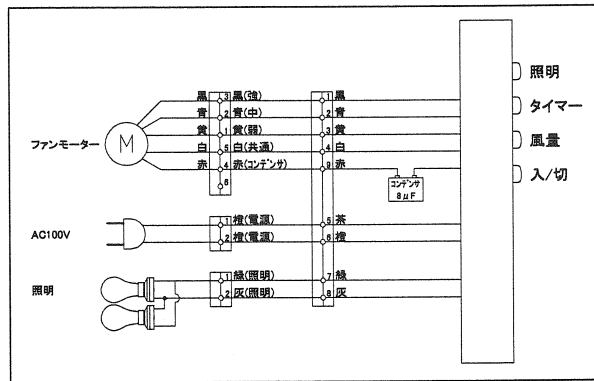 照明
黒 3 黒(強) 1 黒
タイマー
青 2 青(中) 2 青
黄 1 黄(弱) 3 黄
風量
ファンモーター M
白 5 白(共通) 4 白
赤 4 赤(コンデンサ) 9 赤
入/切
6
コンデンサ
8μF
1 橙(電源) 5 茶
AC100V
2 橙(電源) 6 橙
1 緑(照明) 7 緑
照明
2 灰(照明) 8 灰